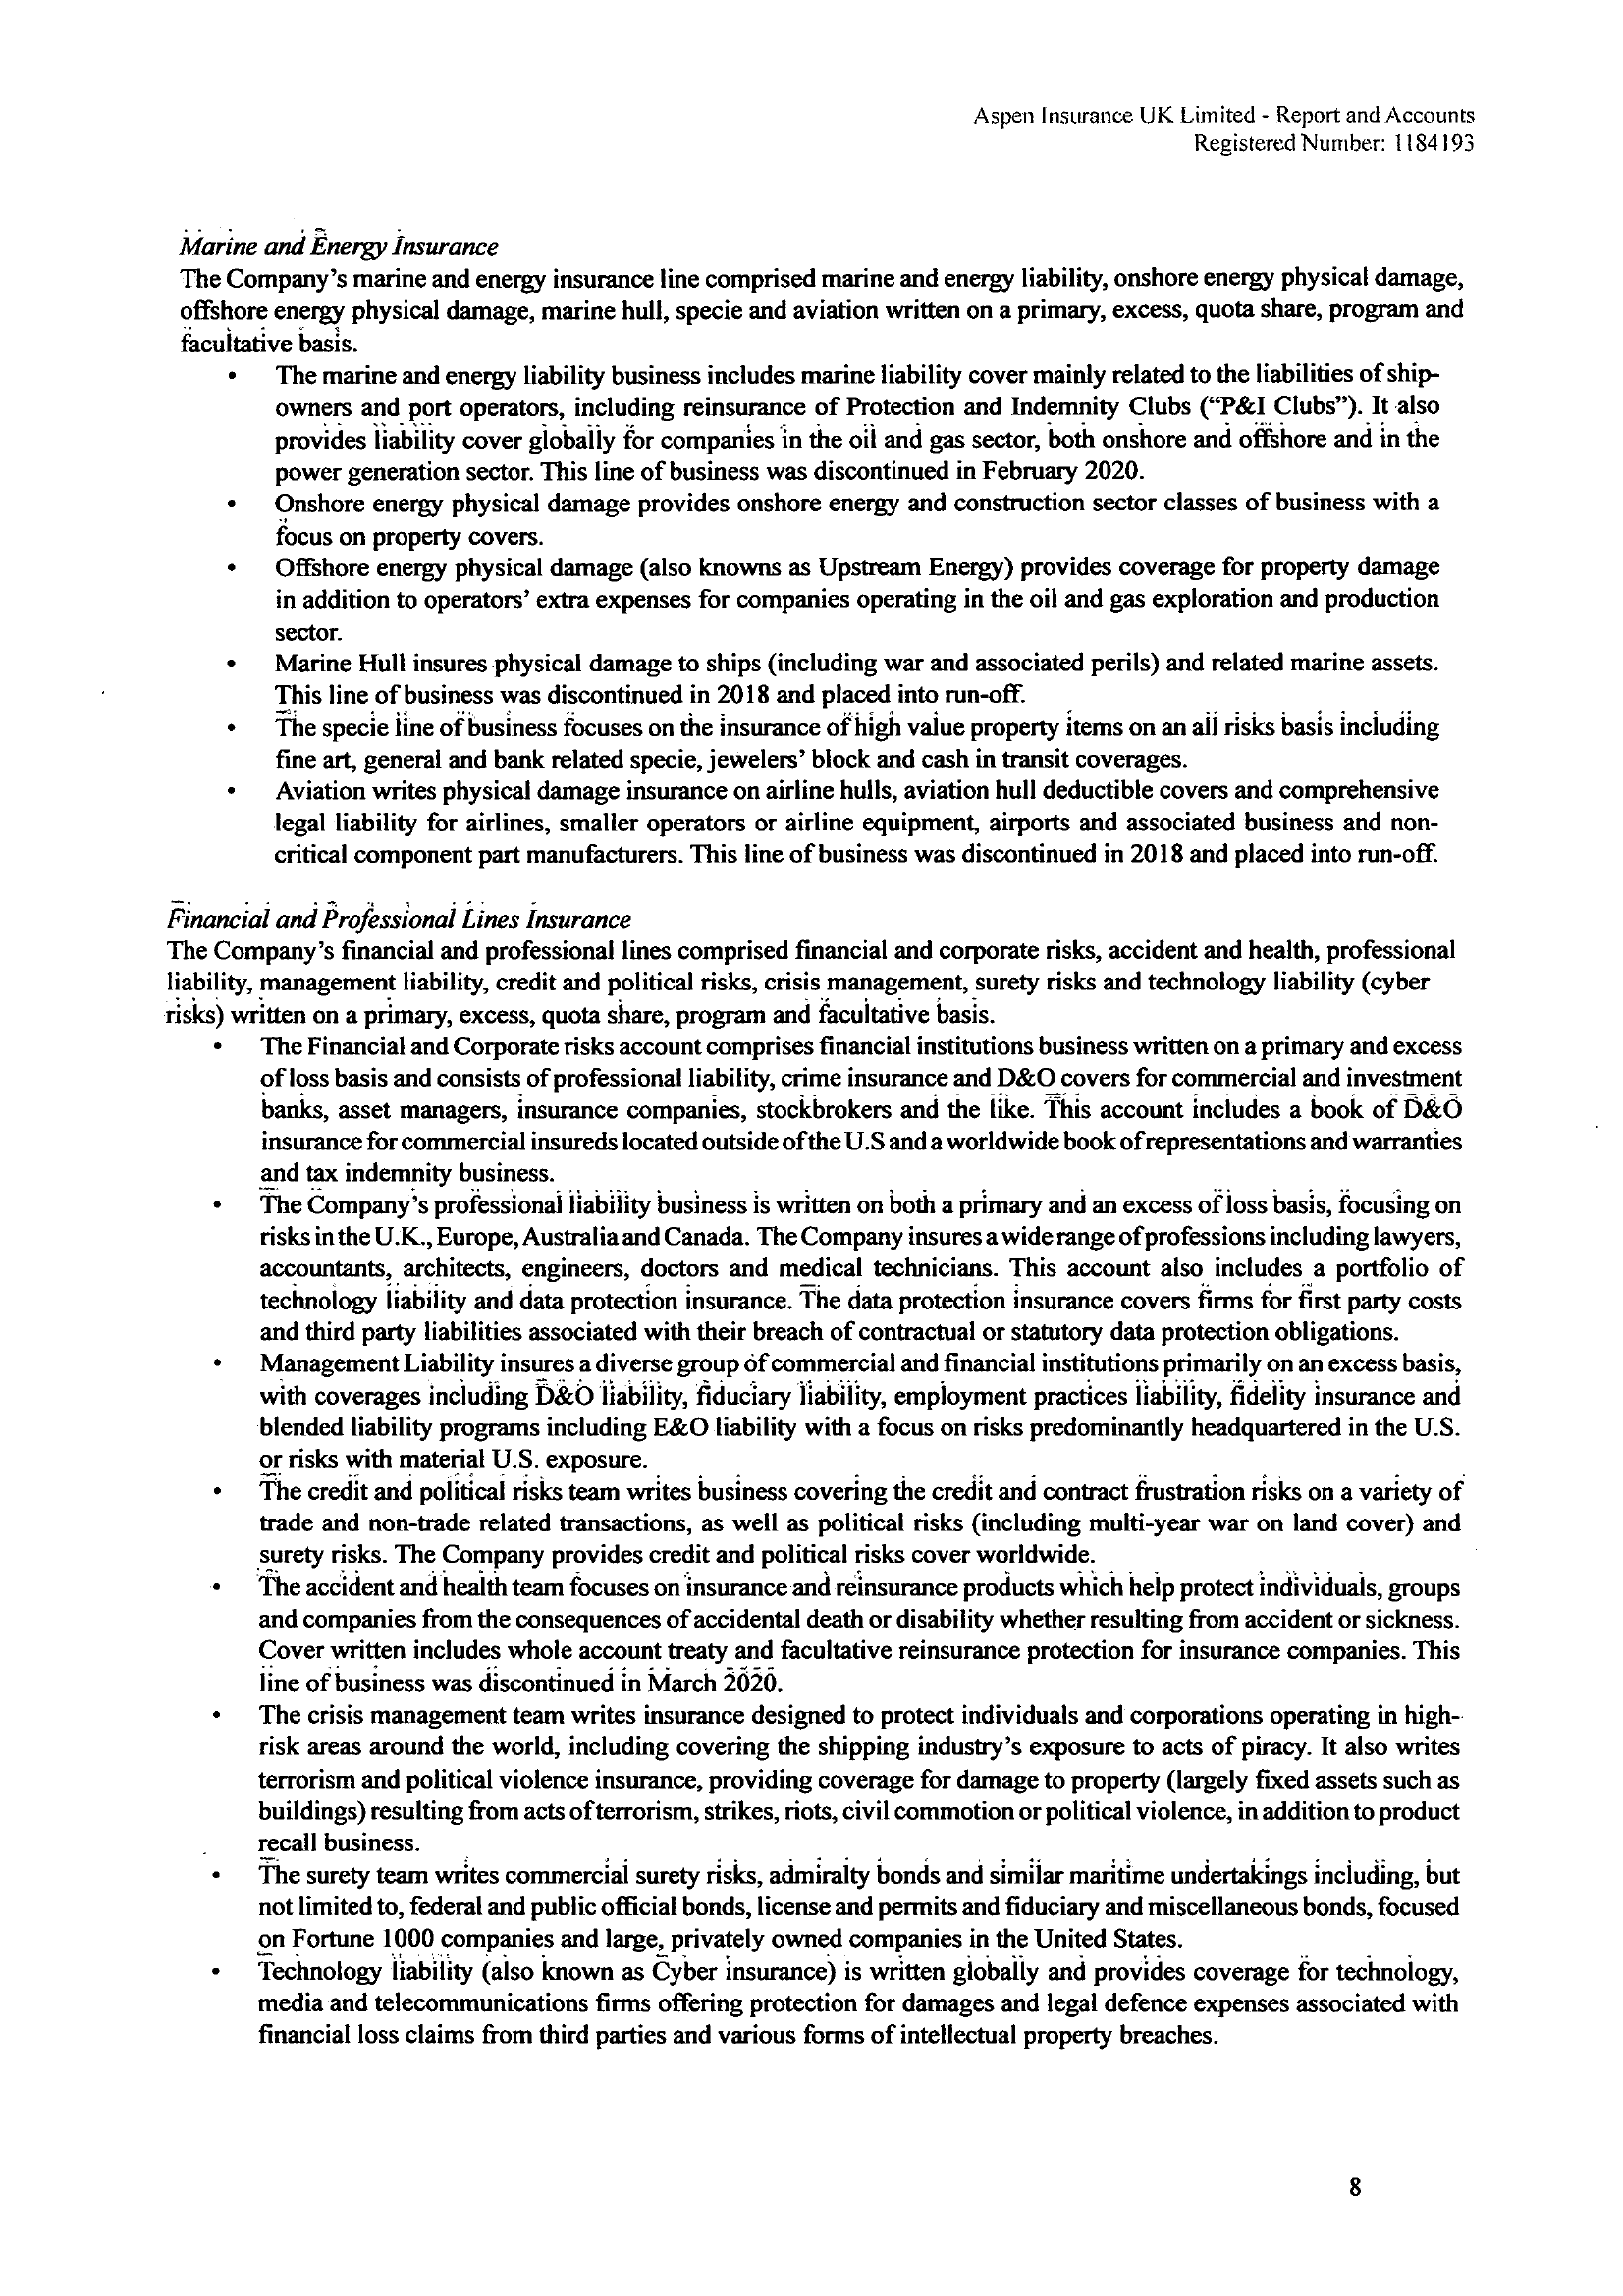 Aspen Insurance UK Limited - Report and Accounts
Registered Number: 1184193
Marine and Energy Insurance
The Company's marine and energy insurance line comprised marine and energy liability, onshore energy physical damage,
offshore energy physical damage, marine hull, specie and aviation written on a primary, excess, quota share, program and
facultative basis.
• The marine and energy liability business includes marine liability cover mainly related to the liabilities of ship-
owners and port operators, including reinsurance of Protection and Indemnity Clubs (“P&I Clubs”). It also
provides liability cover globally for companies in the oil and gas sector, both onshore and offshore and in the
power generation sector. This line of business was discontinued in February 2020.
• Onshore energy physical damage provides onshore energy and construction sector classes of business with a
focus on property covers.
• Offshore energy physical damage (also knowns as Upstream Energy) provides coverage for property damage
in addition to operators' extra expenses for companies operating in the oil and gas exploration and production
sector.
• Marine Hull insures physical damage to ships (including war and associated perils) and related marine assets.
This line of business was discontinued in 2018 and placed into run-off.
• The specie line of business focuses on the insurance of high value property items on an all risks basis including
fine art, general and bank related specie, jewelers' block and cash in transit coverages.
• Aviation writes physical damage insurance on airline hulls, aviation hull deductible covers and comprehensive
legal liability for airlines, smaller operators or airline equipment, airports and associated business and non-
critical component part manufacturers. This line of business was discontinued in 2018 and placed into run-off.
Financial and Professional Lines Insurance
The Company's financial and professional lines comprised financial and corporate risks, accident and health, professional
liability, management liability, credit and political risks, crisis management, surety risks and technology liability (cyber
risks) written on a primary, excess, quota share, program and facultative basis.
• The Financial and Corporate risks account comprises financial institutions business written on a primary and excess
of loss basis and consists of professional liability, crime insurance and D&O covers for commercial and investment
banks, asset managers, insurance companies, stockbrokers and the like. This account includes a book of D&O
insurance for commercial insureds located outside of the U.S and a worldwide book of representations and warranties
and tax indemnity business.
• The Company's professional liability business is written on both a primary and an excess of loss basis, focusing on
risks in the U.K., Europe, Australia and Canada. The Company insures a wide range of professions including lawyers,
accountants, architects, engineers, doctors and medical technicians. This account also includes a portfolio of
technology liability and data protection insurance. The data protection insurance covers firms for first party costs
and third party liabilities associated with their breach of contractual or statutory data protection obligations.
• Management Liability insures a diverse group of commercial and financial institutions primarily on an excess basis,
with coverages including D&O liability, fiduciary liability, employment practices liability, fidelity insurance and
blended liability programs including E&O liability with a focus on risks predominantly headquartered in the U.S.
or risks with material U.S. exposure.
• The credit and political risks team writes business covering the credit and contract frustration risks on a variety of
trade and non-trade related transactions, as well as political risks (including multi-year war on land cover) and
surety risks. The Company provides credit and political risks cover worldwide.
• The accident and health team focuses on insurance and reinsurance products which help protect individuals, groups
and companies from the consequences of accidental death or disability whether resulting from accident or sickness.
Cover written includes whole account treaty and facultative reinsurance protection for insurance companies. This
line of business was discontinued in March 2020.
• The crisis management team writes insurance designed to protect individuals and corporations operating in high-
risk areas around the world, including covering the shipping industry's exposure to acts of piracy. It also writes
terrorism and political violence insurance, providing coverage for damage to property (largely fixed assets such as
buildings) resulting from acts of terrorism, strikes, riots, civil commotion or political violence, in addition to product
recall business.
• The surety team writes commercial surety risks, admiralty bonds and similar maritime undertakings including, but
not limited to, federal and public official bonds, license and permits and fiduciary and miscellaneous bonds, focused
on Fortune 1000 companies and large, privately owned companies in the United States.
• Technology liability (also known as Cyber insurance) is written globally and provides coverage for technology,
media and telecommunications firms offering protection for damages and legal defence expenses associated with
financial loss claims from third parties and various forms of intellectual property breaches.
8